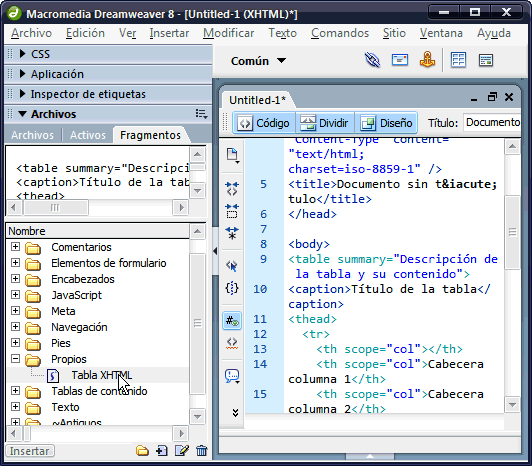 Macromedia Dreamweaver 8 - [Untitled-1 (XHTML)*]
Archivo Edición Ver Insertar Modificar Texto Comandos Sitio Ventana Ayuda
CSS
Aplicación
Inspector de etiquetas
Archivos
Archivos Activos Fragmentos
<table summary="Descripció
<caption>Título de la tabla
<thead>
Nombre
Comentarios
Elementos de formulario
Encabezados
JavaScript
Meta
Navegación
Pies
Propios
Tabla XHTML
Tablas de contenido
Texto
~Antiguos
Insertar
Común
Untitled-1*
Código Dividir Diseño Título: Documento
"Content-Type" content=
"text/html;
charset=iso-8859-1" />
5 <title>Documento sin t&iacute;
tulo</title>
6 </head>
7
8 <body>
9 <table summary="Descripción de
la tabla y su contenido">
10 <caption>Título de la tabla</
caption>
11 <thead>
12 <tr>
13 <th scope="col"></th>
14 <th scope="col">Cabecera
columna 1</th>
15 <th scope="col">Cabecera
columna 2</th>